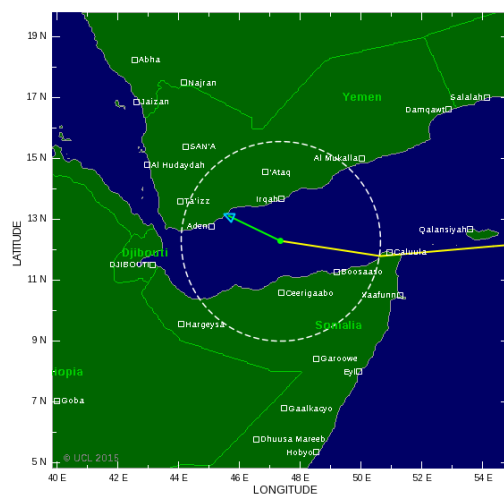 19 N
17 N
15 N
13 N
11 N
9 N
7 N
5 N
LATITUDE
Abha
Najran
Jaizan
Yemen
Salalah
Damqawt
SAN'A
Al Hudaydah
Al Mukalla
'Ataq
Ta'izz
Irqah
Aden
Qalansiyah
Djibouti
DJIBOUTI
Caluula
Boosaaso
Ceerigaabo
Xaafunn
Hargeysa
Somalia
Garoowe
Eyl
opia
Goba
Gaalkacyo
Dhuusa Mareeb
Hobyo
© UCL 2015
40 E
42 E
44 E
46 E
48 E
50 E
52 E
54 E
LONGITUDE